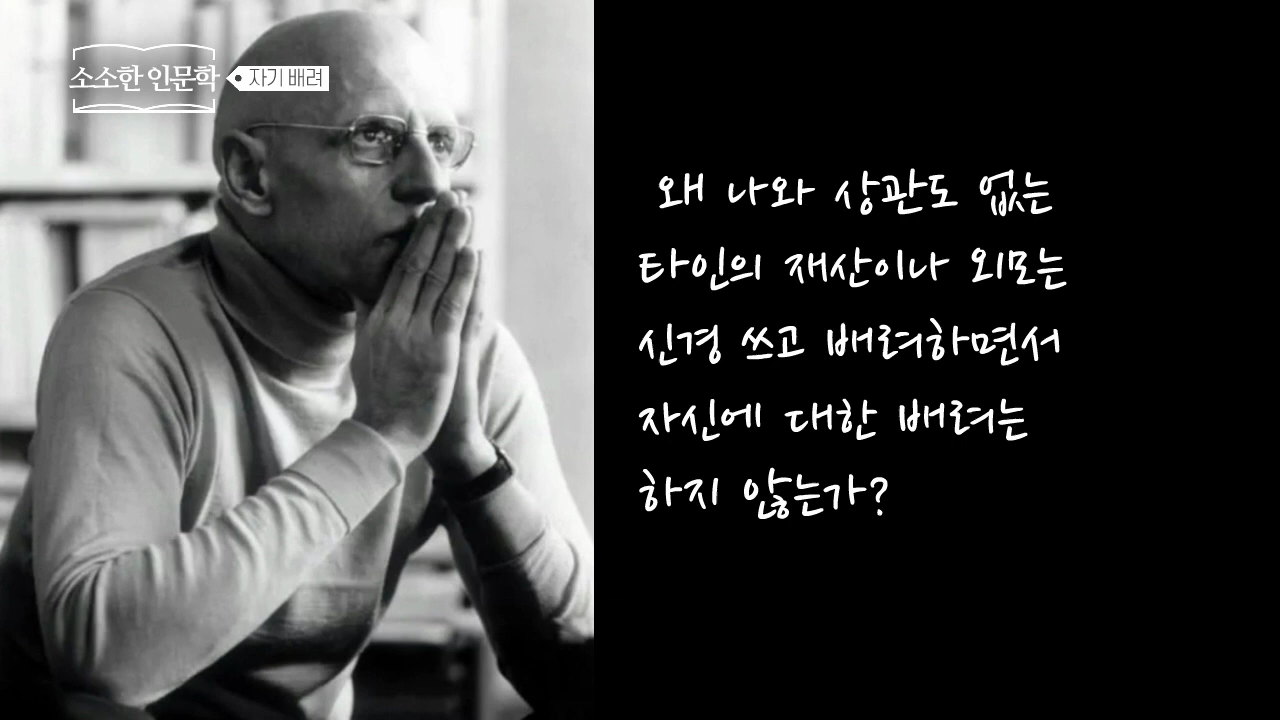 소소한 인문학
자기 배려
왜 나와 상관도 없는
타인의 재산이나 외모는
신경 쓰고 배려하면서
자신에 대한 배려는
하지 않는가?